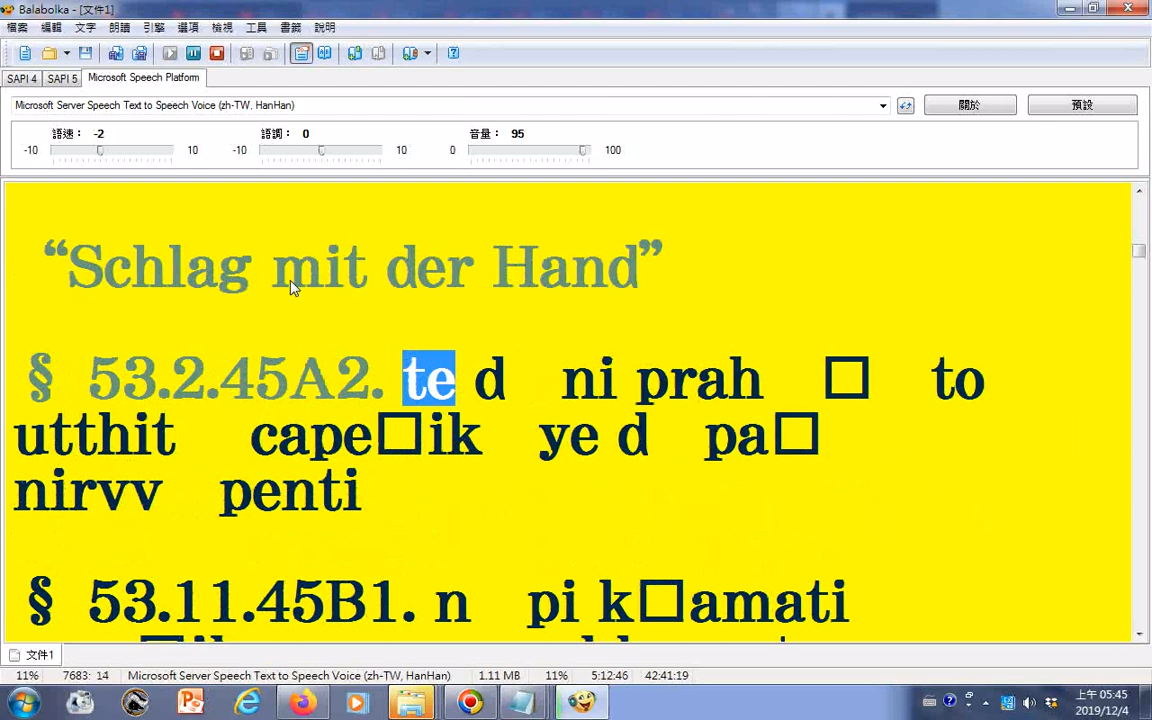 Balabolka - [文件1]
檔案 編輯 文字 朗讀 引擎 選項 檢視 工具 書籤 說明
SAPI 4 SAPI 5 Microsoft Speech Platform
Microsoft Server Speech Text to Speech Voice (zh-TW, HanHan) 關於 預設
語速： -2 語調： 0 音量： 95
-10 10 -10 10 0 100
“Schlag mit der Hand”
§ 53.2.45A2. te d ni prah □ to
utthit cape□ik ye d pa□
nirvv penti
§ 53.11.45B1. n pi k□amati
文件1
11% 7683: 14 Microsoft Server Speech Text to Speech Voice (zh-TW, HanHan) 1.11 MB 11% 5:12:46 42:41:19
上午 05:45
2019/12/4